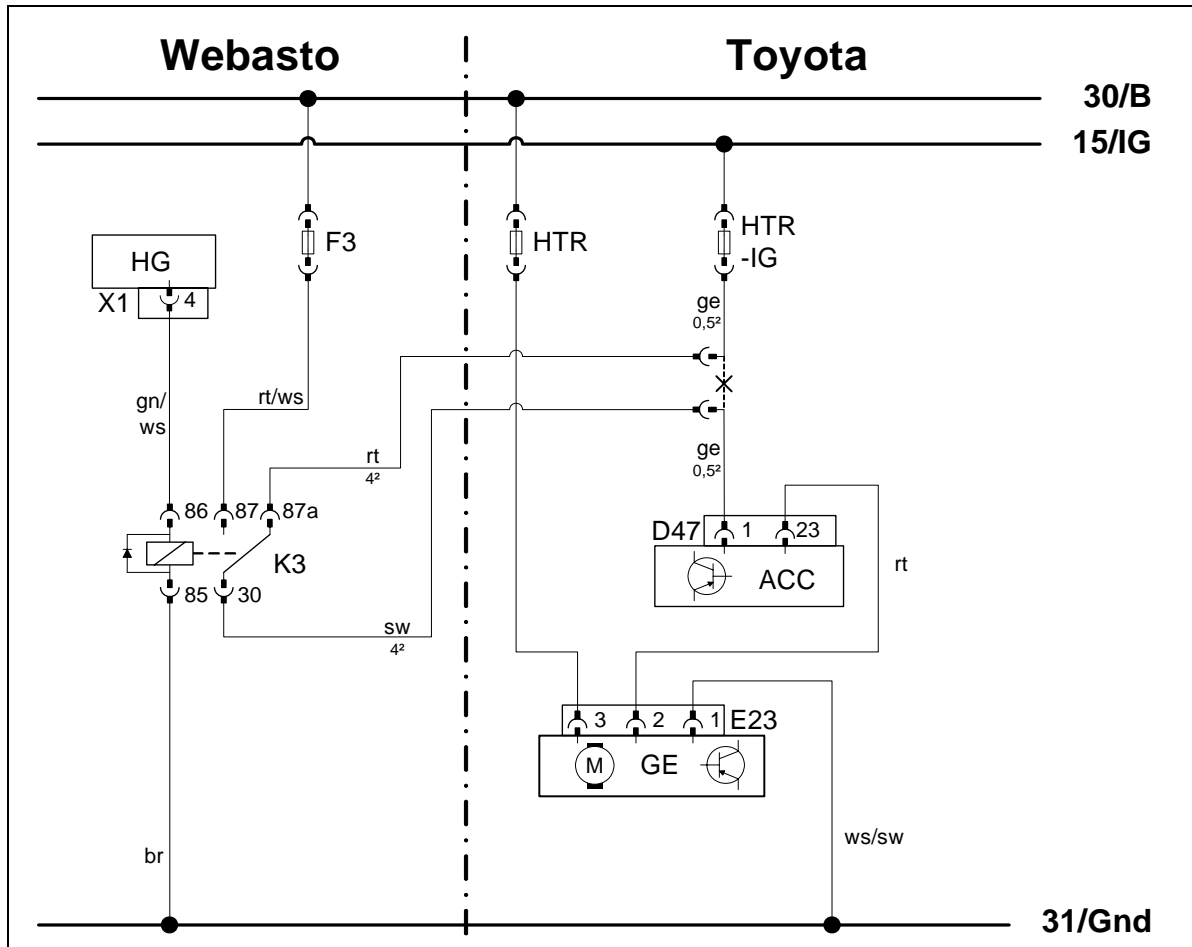 Webasto
Toyota
30/B
15/IG
F3
HTR
HTR
-IG
HG
X1
4
ge
0,5²
gn/
ws
rt/ws
rt
4²
ge
0,5²
86
87
87a
K3
85
30
sw
4²
D47
1
23
ACC
rt
3
2
1
E23
M
GE
ws/sw
br
31/Gnd